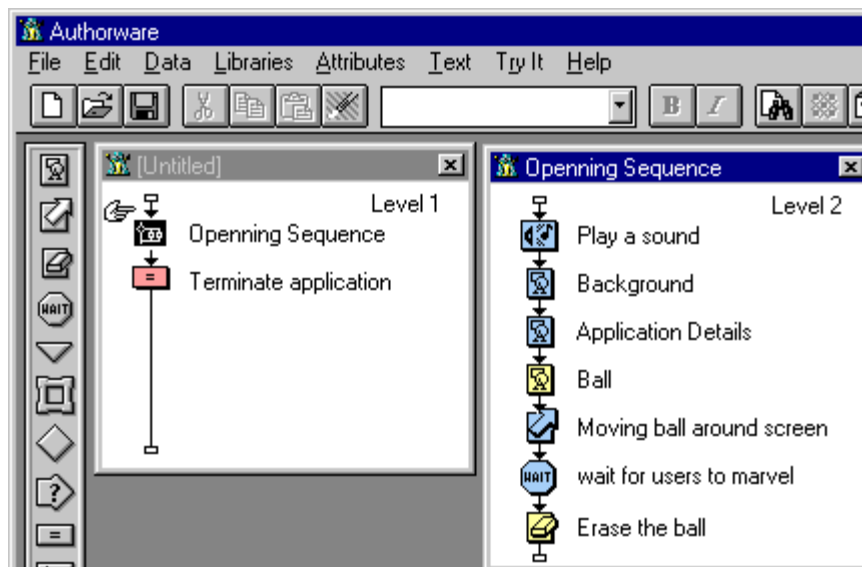 Authorware
File Edit Data Libraries Attributes Text Try It Help
B I
[Untitled]
Level 1
Openning Sequence
=
Terminate application
WAIT
?
=
Openning Sequence
Level 2
Play a sound
Background
Application Details
Ball
Moving ball around screen
WAIT
wait for users to marvel
Erase the ball